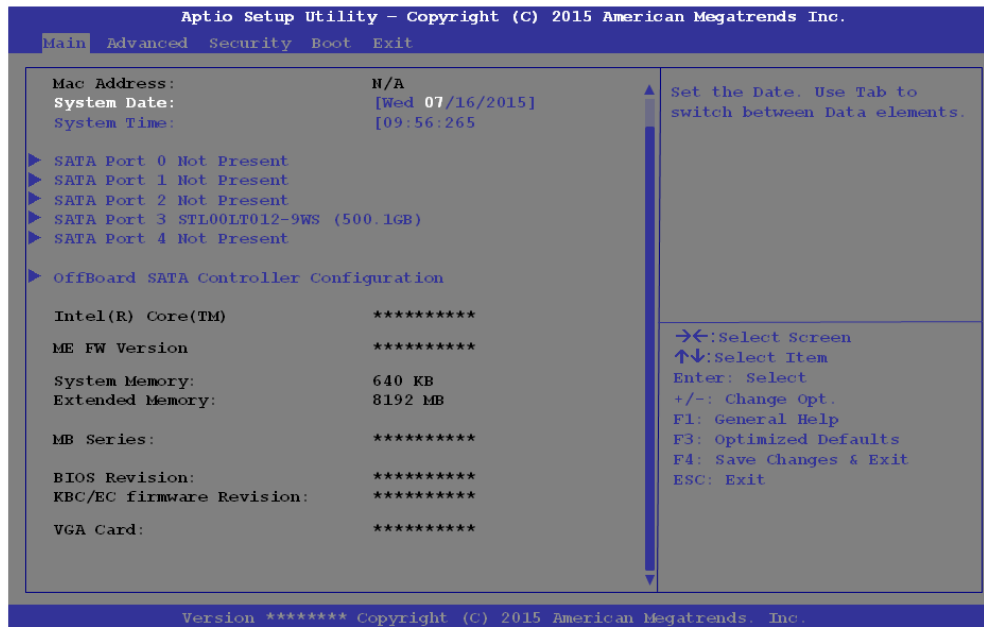 Aptio Setup Utility – Copyright (C) 2015 American Megatrends Inc.
Main Advanced Security Boot Exit
Mac Address: N/A
System Date: [Wed 07/16/2015]
System Time: [09:56:265
SATA Port 0 Not Present
SATA Port 1 Not Present
SATA Port 2 Not Present
SATA Port 3 STL00LT012-9WS (500.1GB)
SATA Port 4 Not Present
OffBoard SATA Controller Configuration
Intel(R) Core(TM) **********
ME FW Version **********
System Memory: 640 KB
Extended Memory: 8192 MB
MB Series: **********
BIOS Revision: **********
KBC/EC firmware Revision: **********
VGA Card: **********
Set the Date. Use Tab to
switch between Data elements.
→←:Select Screen
↑↓:Select Item
Enter: Select
+/-: Change Opt.
F1: General Help
F3: Optimized Defaults
F4: Save Changes & Exit
ESC: Exit
Version ******** Copyright (C) 2015 American Megatrends. Inc.